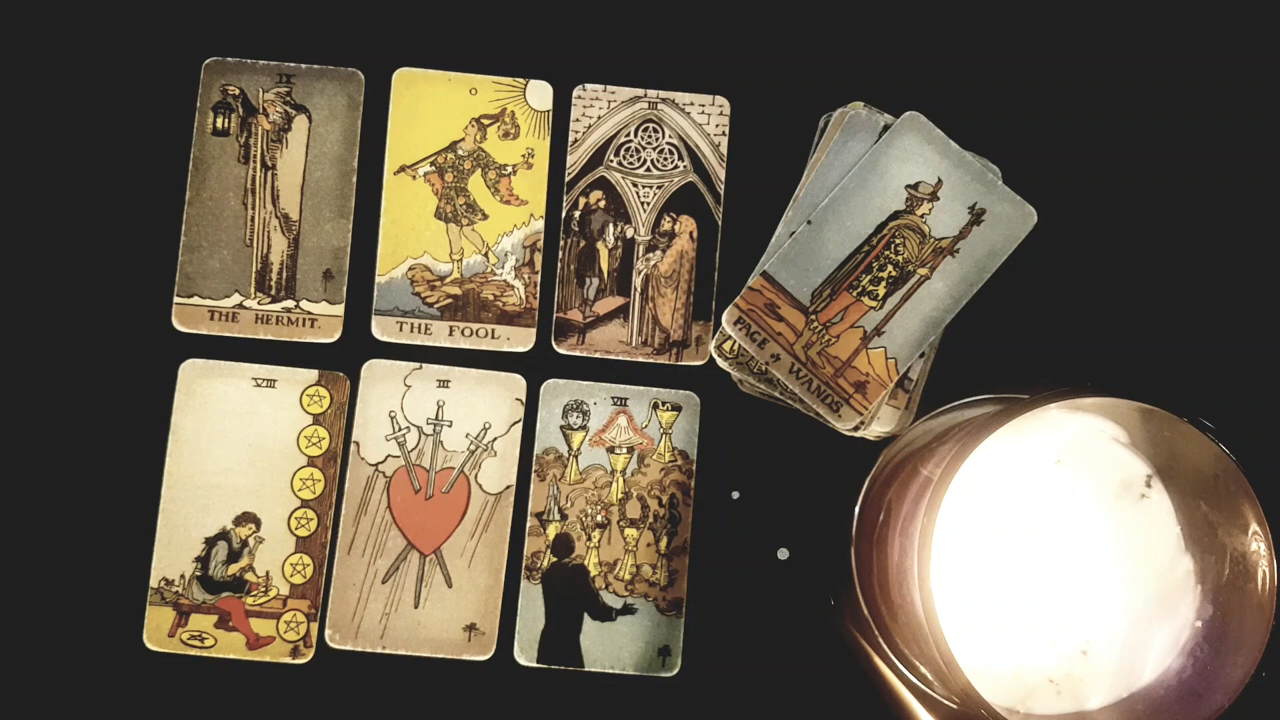 IX
THE HERMIT.
0
THE FOOL.
III
PAGE of WANDS.
VIII
III
VII